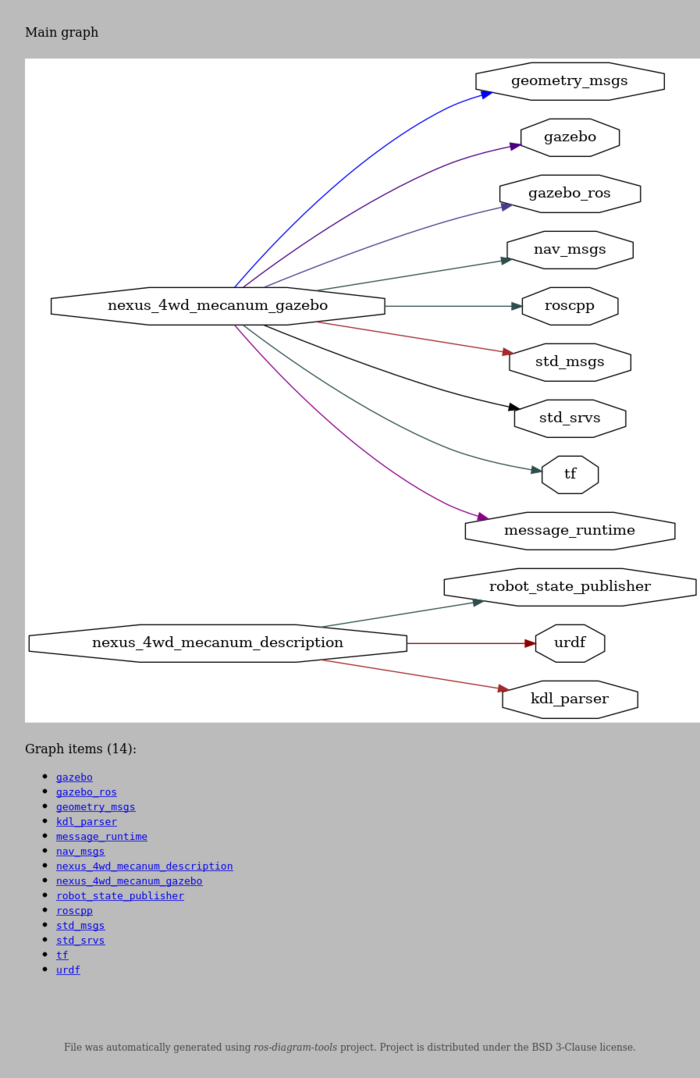 Main graph
geometry_msgs
gazebo
gazebo_ros
nav_msgs
nexus_4wd_mecanum_gazebo
roscpp
std_msgs
std_srvs
tf
message_runtime
robot_state_publisher
nexus_4wd_mecanum_description
urdf
kdl_parser
Graph items (14):
gazebo
gazebo_ros
geometry_msgs
kdl_parser
message_runtime
nav_msgs
nexus_4wd_mecanum_description
nexus_4wd_mecanum_gazebo
robot_state_publisher
roscpp
std_msgs
std_srvs
tf
urdf
File was automatically generated using ros-diagram-tools project. Project is distributed under the BSD 3-Clause license.